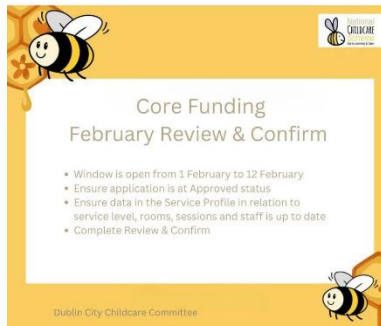 National
CHILDCARE
Scheme
Core Funding
February Review & Confirm
• Window is open from 1 February to 12 February
• Ensure application is at Approved status
• Ensure data in the Service Profile in relation to
service level, rooms, sessions and staff is up to date
• Complete Review & Confirm
Dublin City Childcare Committee